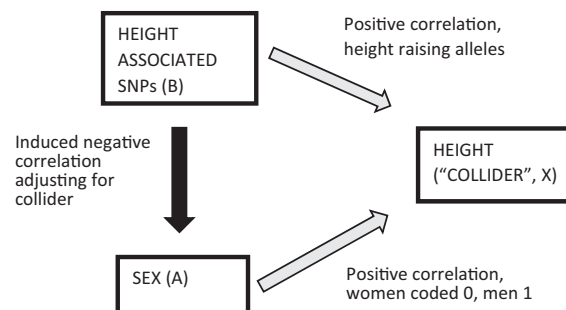 HEIGHT
ASSOCIATED
SNPs (B)
Positive correlation,
height raising alleles
Induced negative
correlation
adjusting for
collider
HEIGHT
("COLLIDER", X)
SEX (A)
Positive correlation,
women coded 0, men 1